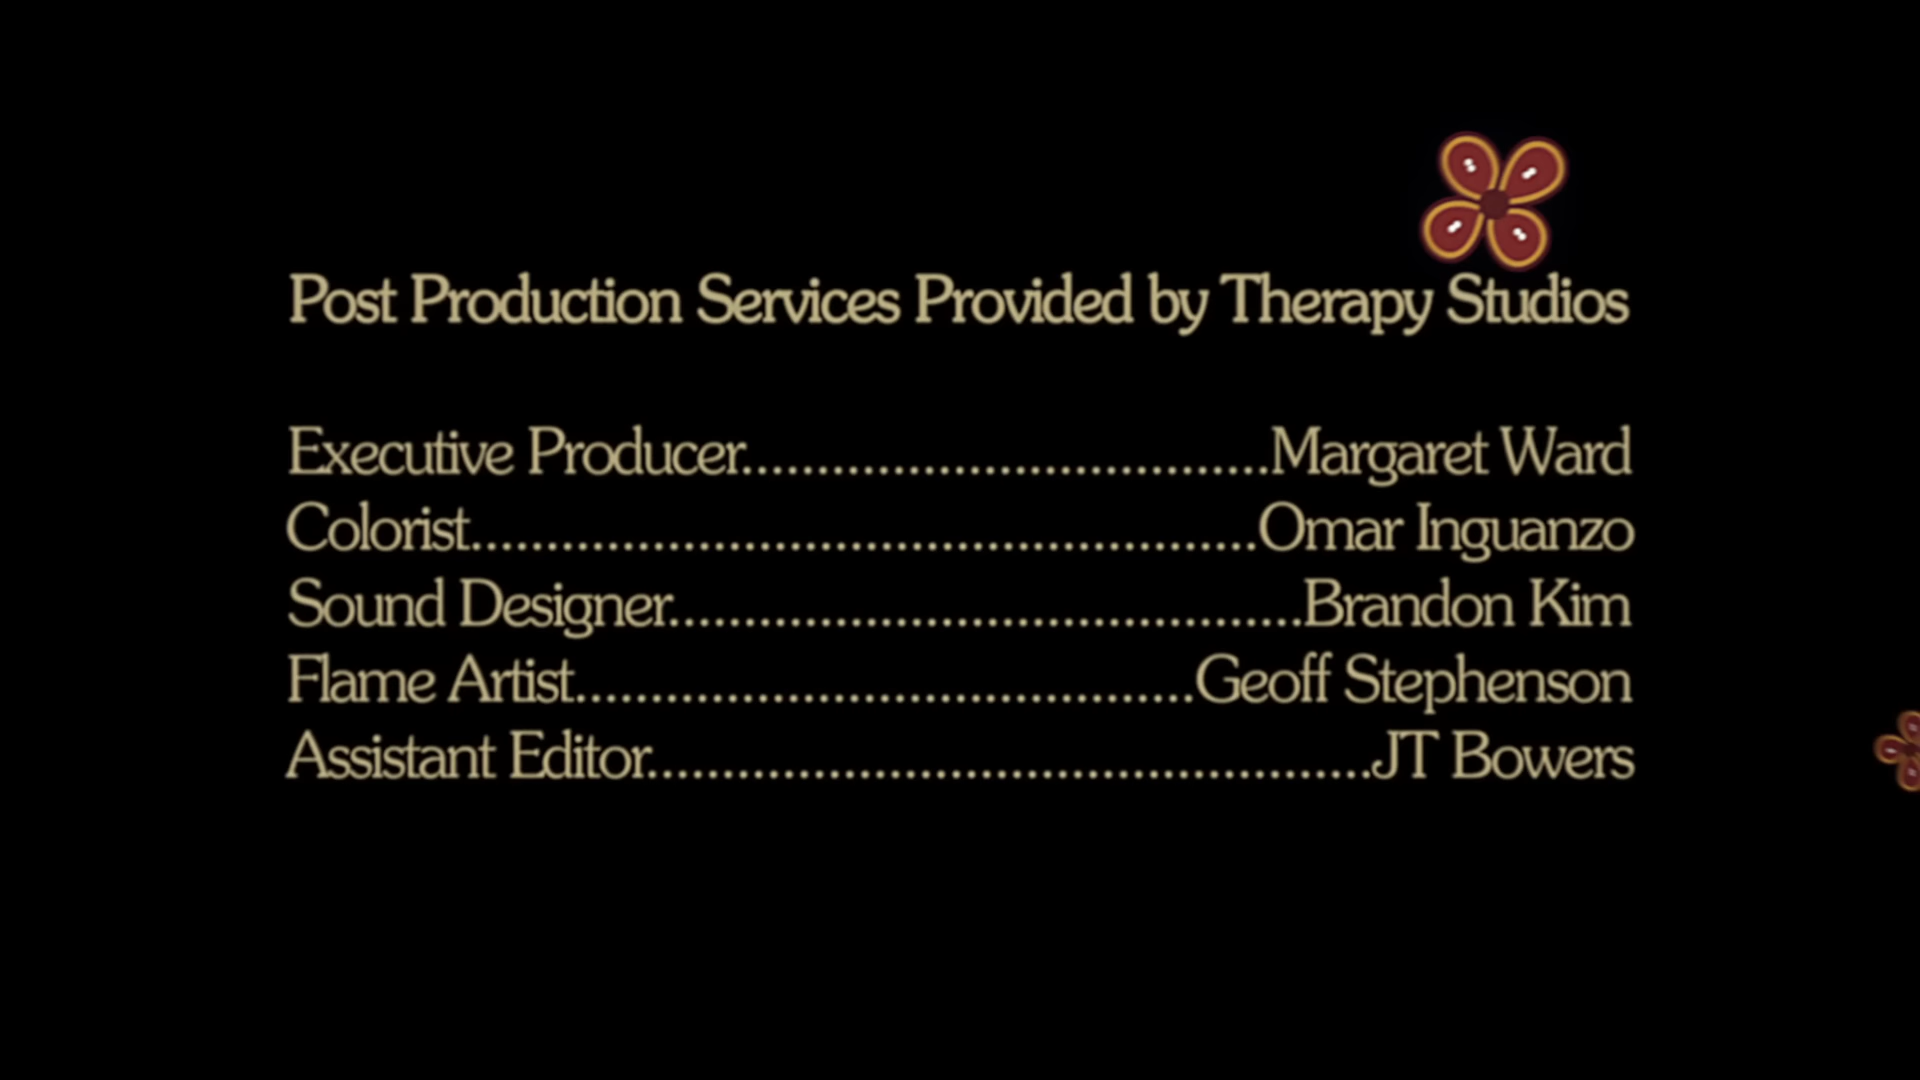 Post Production Services Provided by Therapy Studios
Executive Producer...................................Margaret Ward
Colorist....................................................Omar Inguanzo
Sound Designer..........................................Brandon Kim
Flame Artist.........................................Geoff Stephenson
Assistant Editor................................................JT Bowers